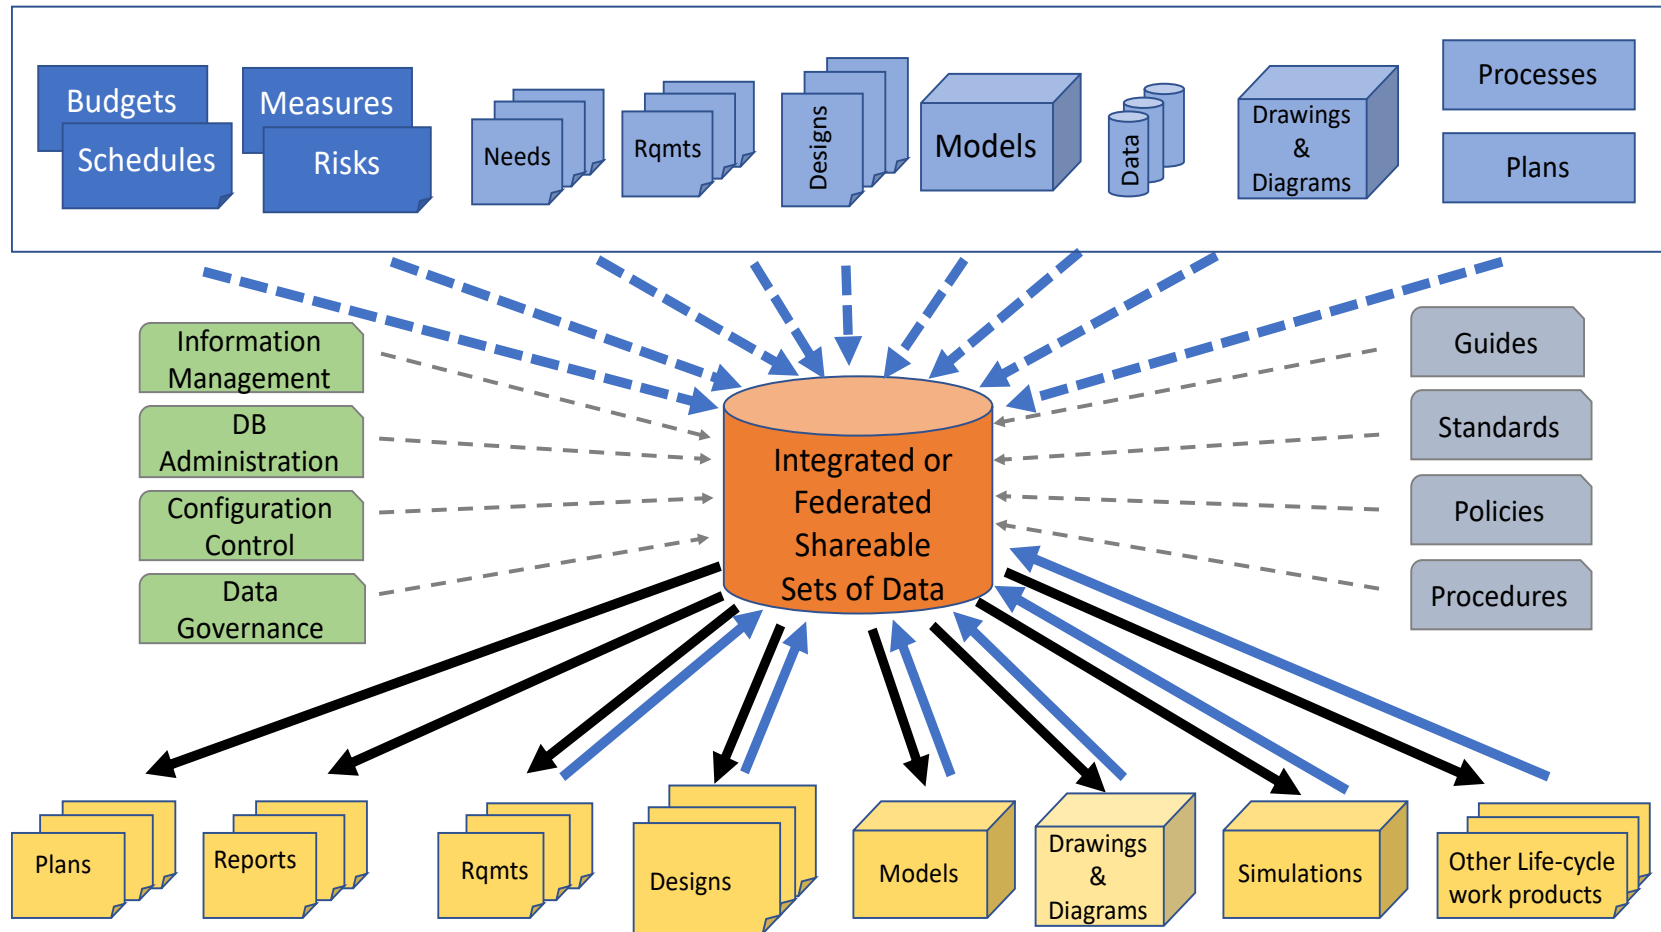 Budgets
Schedules
Measures
Risks
Needs
Rqmts
Designs
Models
Data
Drawings
&
Diagrams
Processes
Plans
Information
Management
DB
Administration
Configuration
Control
Data
Governance
Integrated or
Federated
Shareable
Sets of Data
Guides
Standards
Policies
Procedures
Plans
Reports
Rqmts
Designs
Models
Drawings
&
Diagrams
Simulations
Other Life-cycle
work products